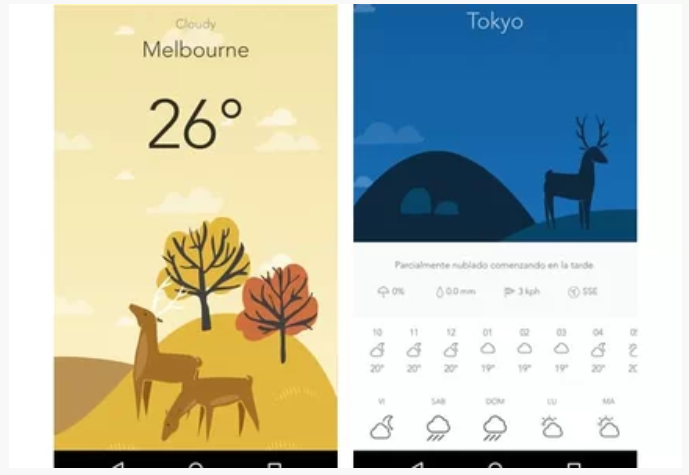 Cloudy
Melbourne
26°
Tokyo
Parcialmente nublado comenzando en la tarde.
0% 0.0 mm 3 kph SSE
10 11 12 01 02 03 04
20° 20° 20° 19° 19° 19° 20°
VI SAB DOM LU MA